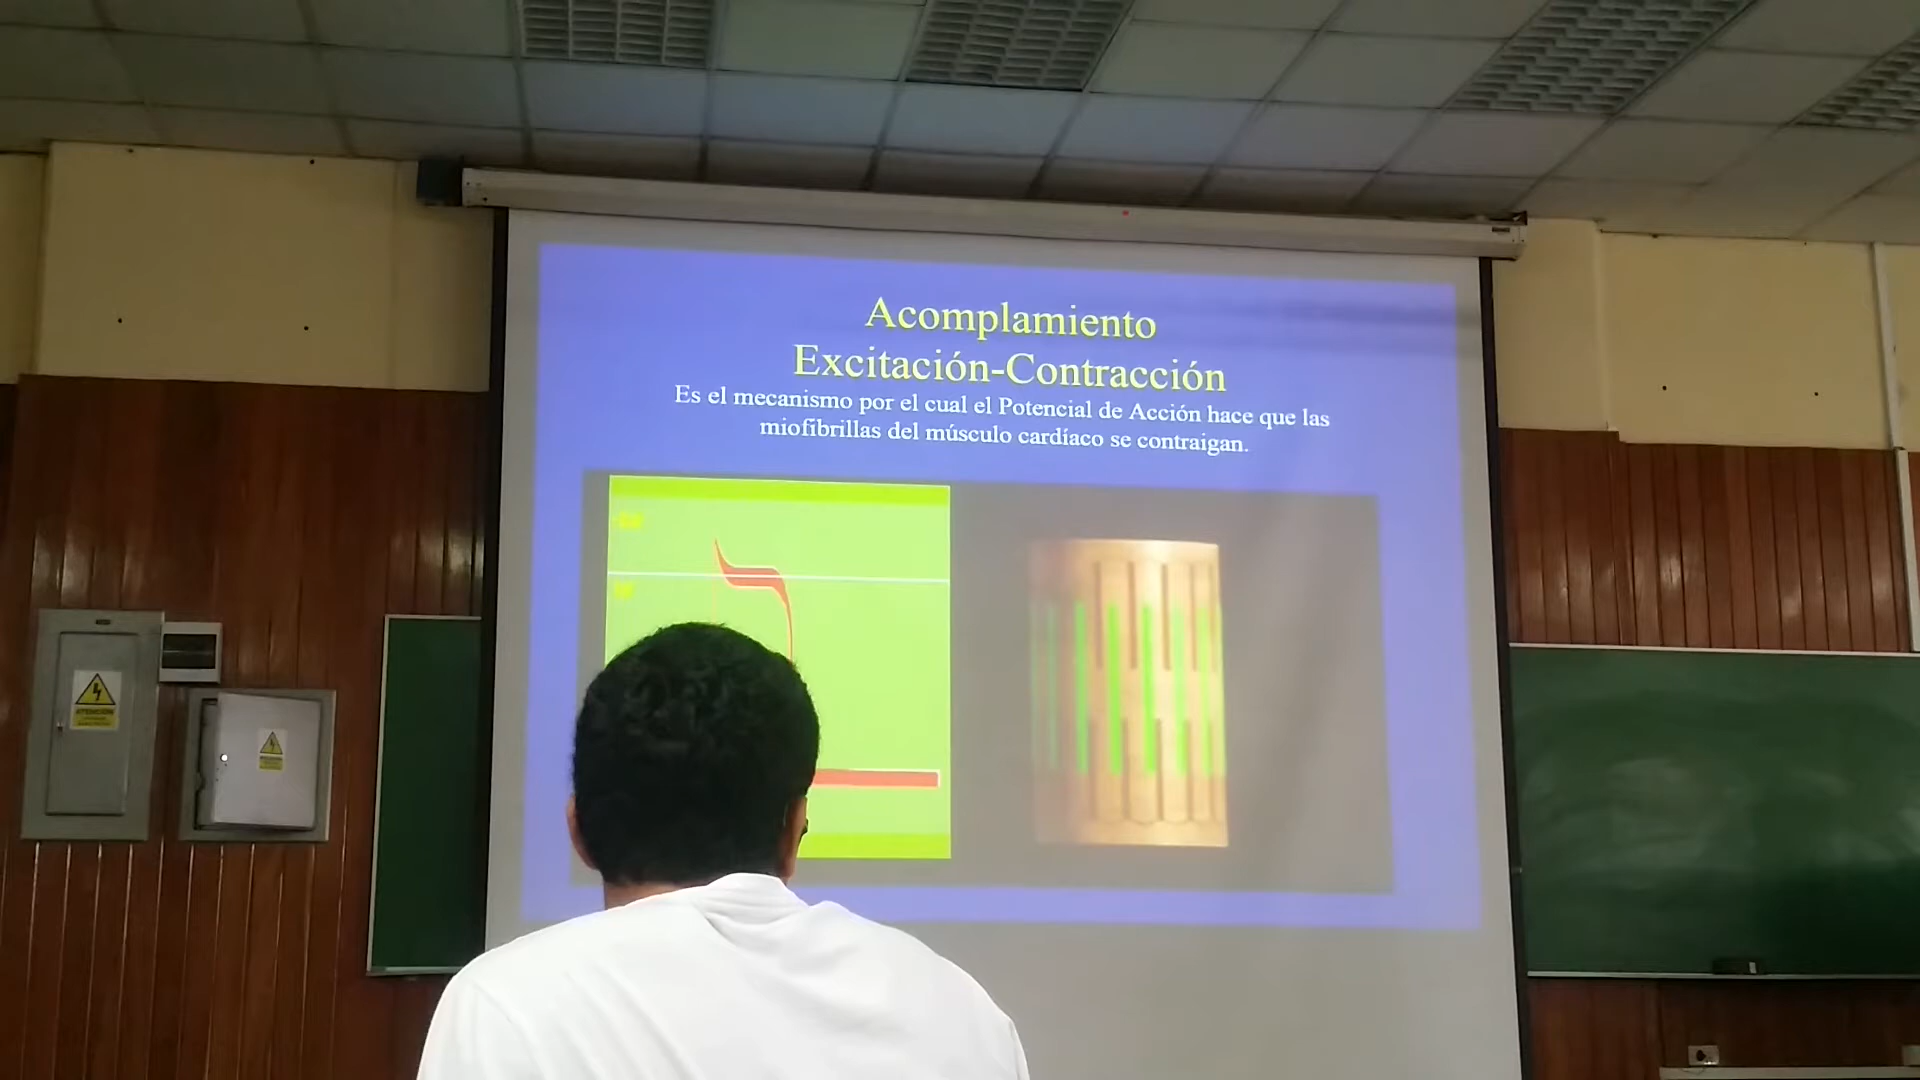 Acomplamiento
Excitación-Contracción
Es el mecanismo por el cual el Potencial de Acción hace que las
miofibrillas del músculo cardíaco se contraigan.
ATENCIÓN